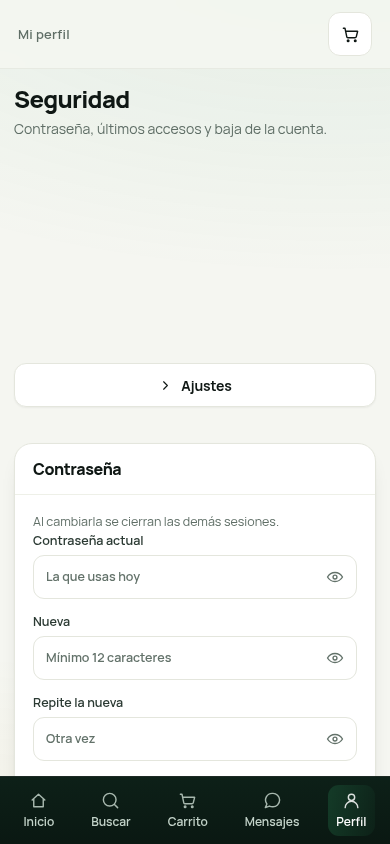 Mi perfil
Seguridad
Contraseña, últimos accesos y baja de la cuenta.
Ajustes
Contraseña
Al cambiarla se cierran las demás sesiones.
Contraseña actual
La que usas hoy
Nueva
Mínimo 12 caracteres
Repite la nueva
Otra vez
Inicio
Buscar
Carrito
Mensajes
Perfil